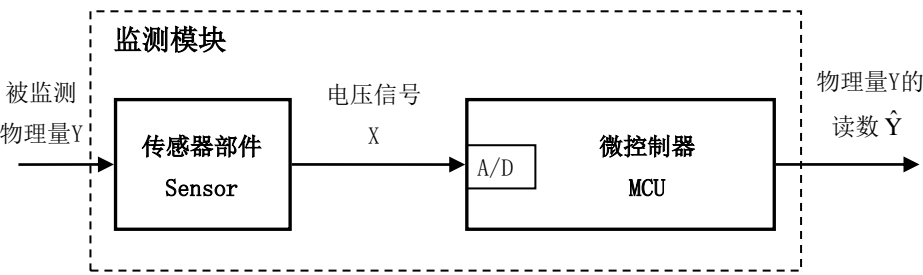 监测模块
被监测
物理量Y
传感器部件
Sensor
电压信号
X
A/D
微控制器
MCU
物理量Y的
读数 Ŷ